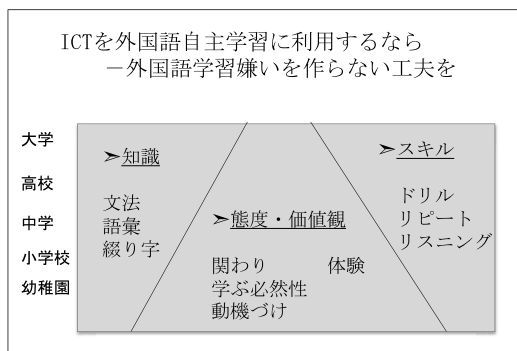 ICTを外国語自主学習に利用するなら
－外国語学習嫌いを作らない工夫を
大学
高校
中学
小学校
幼稚園
➢知識
文法
語彙
綴り字
➢態度・価値観
関わり　体験
学ぶ必然性
動機づけ
➢スキル
ドリル
リピート
リスニング